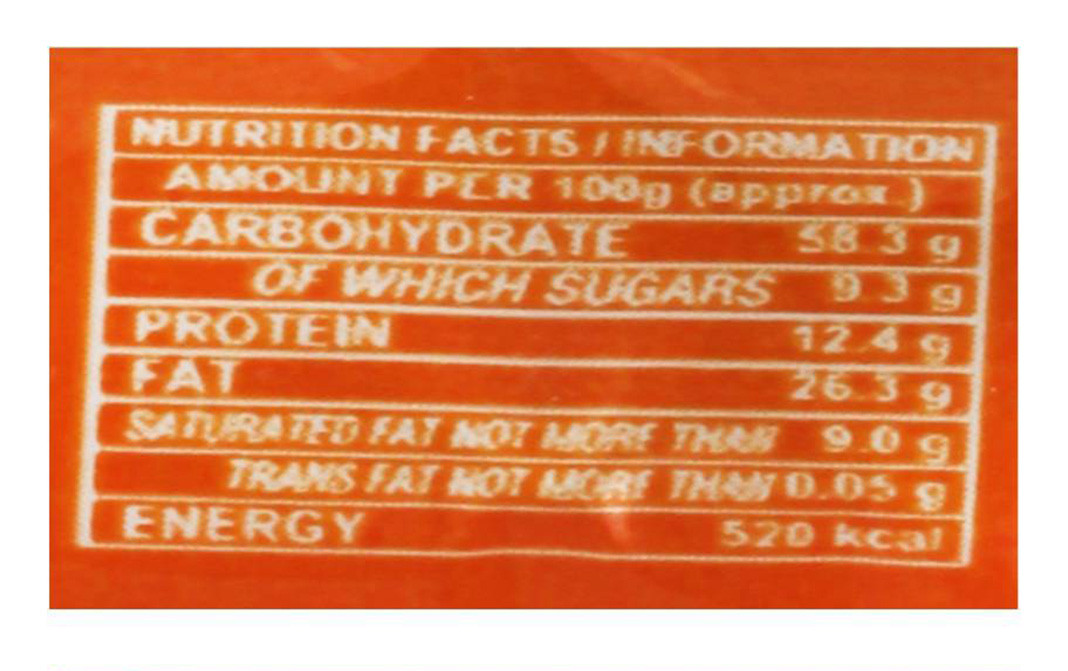 NUTRITION FACTS / INFORMATION
AMOUNT PER 100g (approx.)
CARBOHYDRATE 58.3 g
OF WHICH SUGARS 9.3 g
PROTEIN 12.4 g
FAT 26.3 g
SATURATED FAT NOT MORE THAN 9.0 g
TRANS FAT NOT MORE THAN 0.05 g
ENERGY 520 kcal